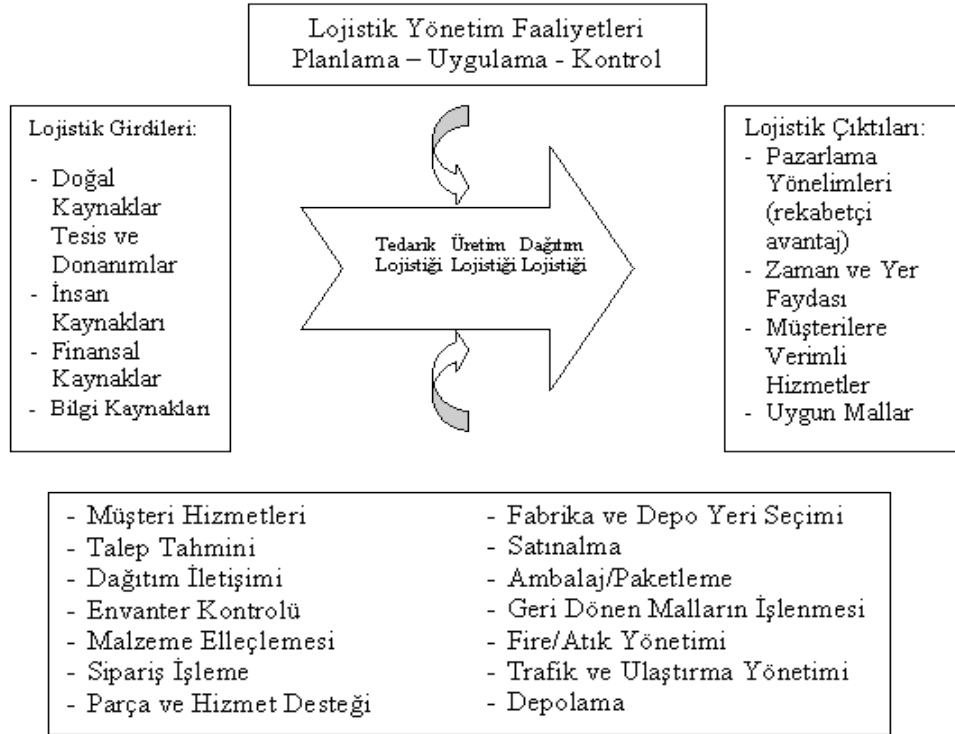 Lojistik Yönetim Faaliyetleri
Planlama – Uygulama - Kontrol
Lojistik Girdileri:
- Doğal
Kaynaklar
Tesis ve
Donanımlar
- İnsan
Kaynakları
- Finansal
Kaynaklar
- Bilgi Kaynakları
Tedarik Üretim Dağıtım
Lojistiği Lojistiği Lojistiği
Lojistik Çıktıları:
- Pazarlama
Yönelimleri
(rekabetçi
avantaj)
- Zaman ve Yer
Faydası
- Müşterilere
Verimli
Hizmetler
- Uygun Mallar
- Müşteri Hizmetleri
- Talep Tahmini
- Dağıtım İletişimi
- Envanter Kontrolü
- Malzeme Elleçlemesi
- Sipariş İşleme
- Parça ve Hizmet Desteği
- Fabrika ve Depo Yeri Seçimi
- Satınalma
- Ambalaj/Paketleme
- Geri Dönen Malların İşlenmesi
- Fire/Atık Yönetimi
- Trafik ve Ulaştırma Yönetimi
- Depolama